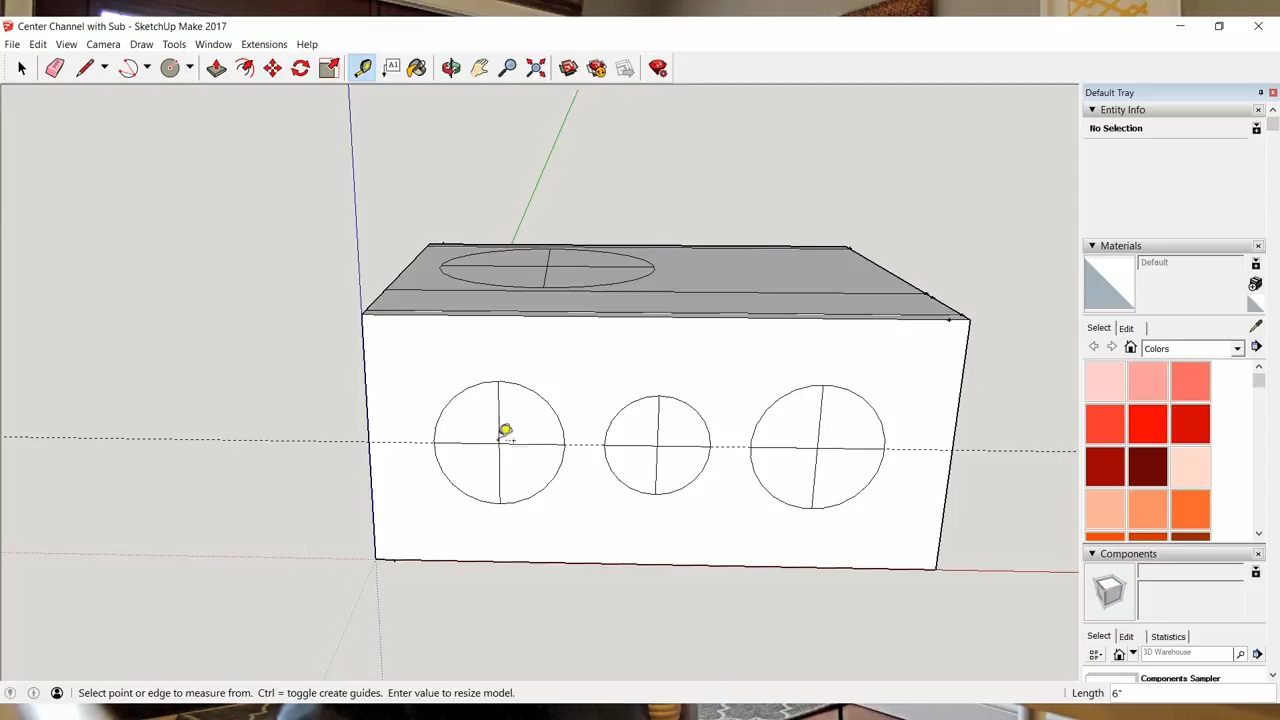 Center Channel with Sub - SketchUp Make 2017
File Edit View Camera Draw Tools Window Extensions Help
A1
Default Tray
Entity Info
No Selection
Materials
Default
Select Edit
Colors
Components
Select Edit Statistics
3D Warehouse
Components Sampler
Select point or edge to measure from. Ctrl = toggle create guides. Enter value to resize model.
Length 6"